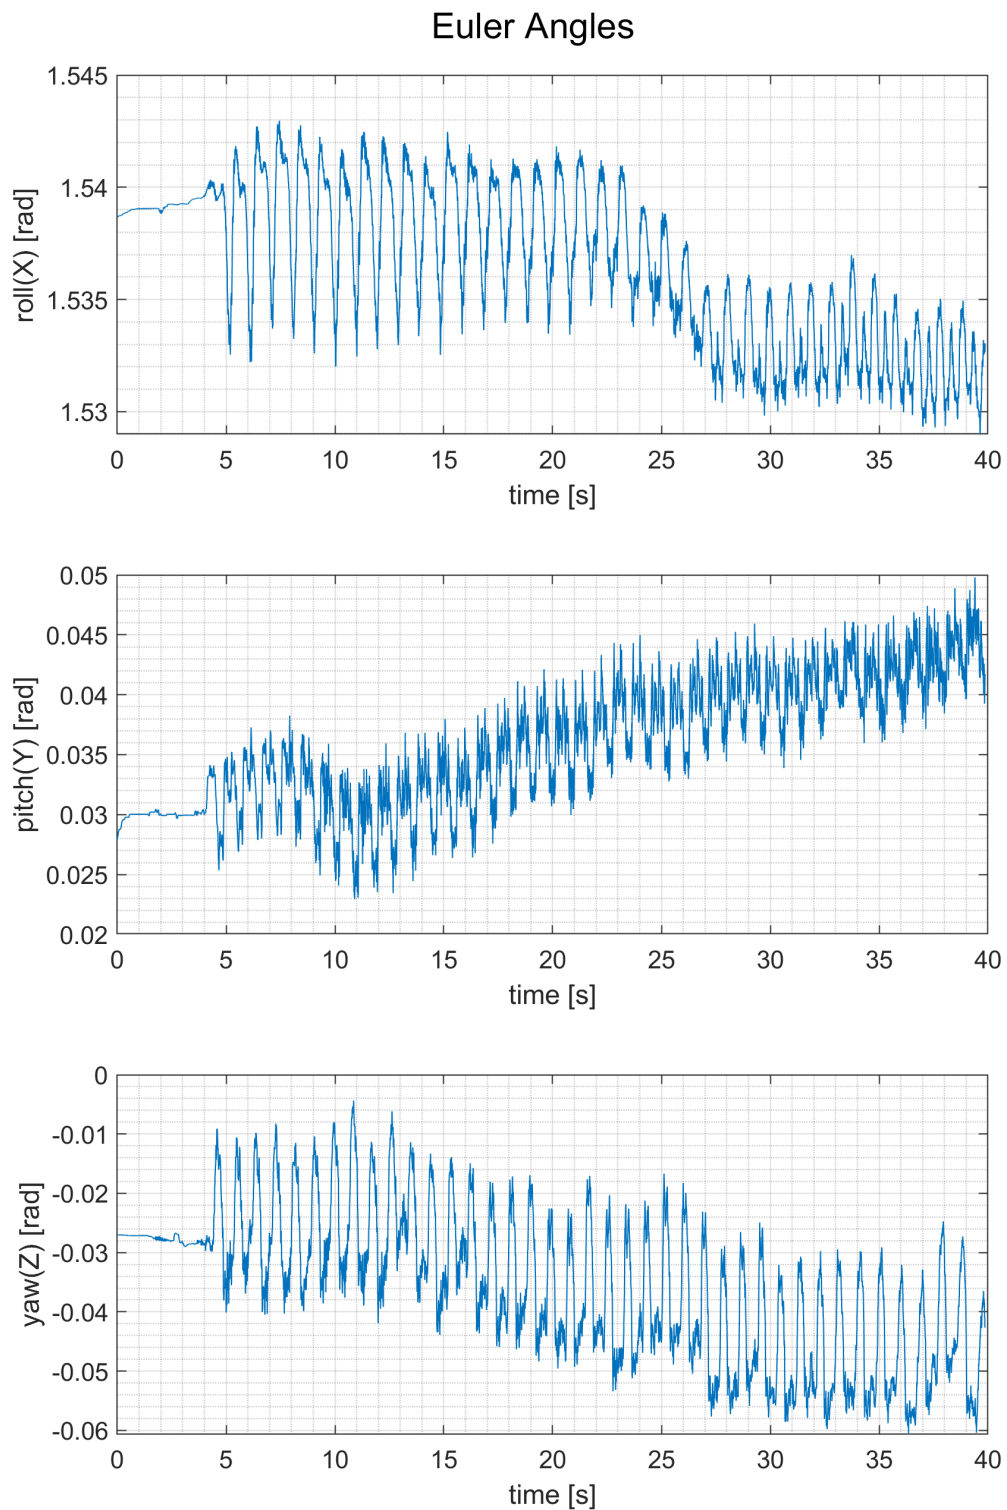 Euler Angles
1.545
1.54
1.535
1.53
roll(X) [rad]
0 5 10 15 20 25 30 35 40
time [s]
0.05
0.045
0.04
0.035
0.03
0.025
0.02
pitch(Y) [rad]
0 5 10 15 20 25 30 35 40
time [s]
0
-0.01
-0.02
-0.03
-0.04
-0.05
-0.06
yaw(Z) [rad]
0 5 10 15 20 25 30 35 40
time [s]